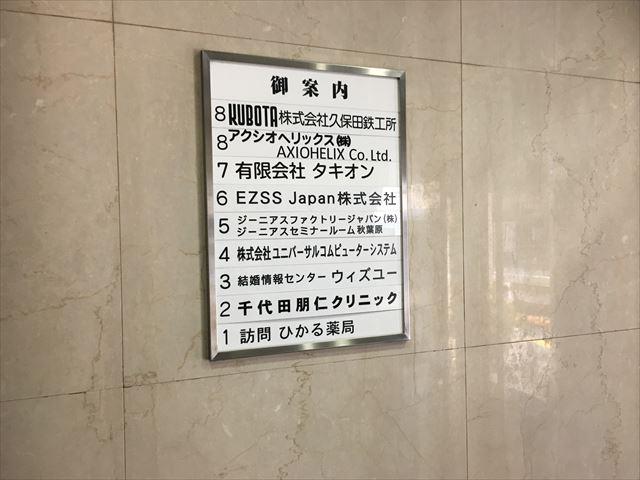 御案内
8 KUBOTA 株式会社久保田鉄工所
8 アクシオヘリックス㈱
AXIOHELIX Co. Ltd.
7 有限会社 タキオン
6 EZSS Japan 株式会社
5 ジーニアスファクトリージャパン(株)
ジーニアスセミナールーム秋葉原
4 株式会社ユニバーサルコムピューターシステム
3 結婚情報センター ウィズユー
2 千代田朋仁クリニック
1 訪問 ひかる薬局